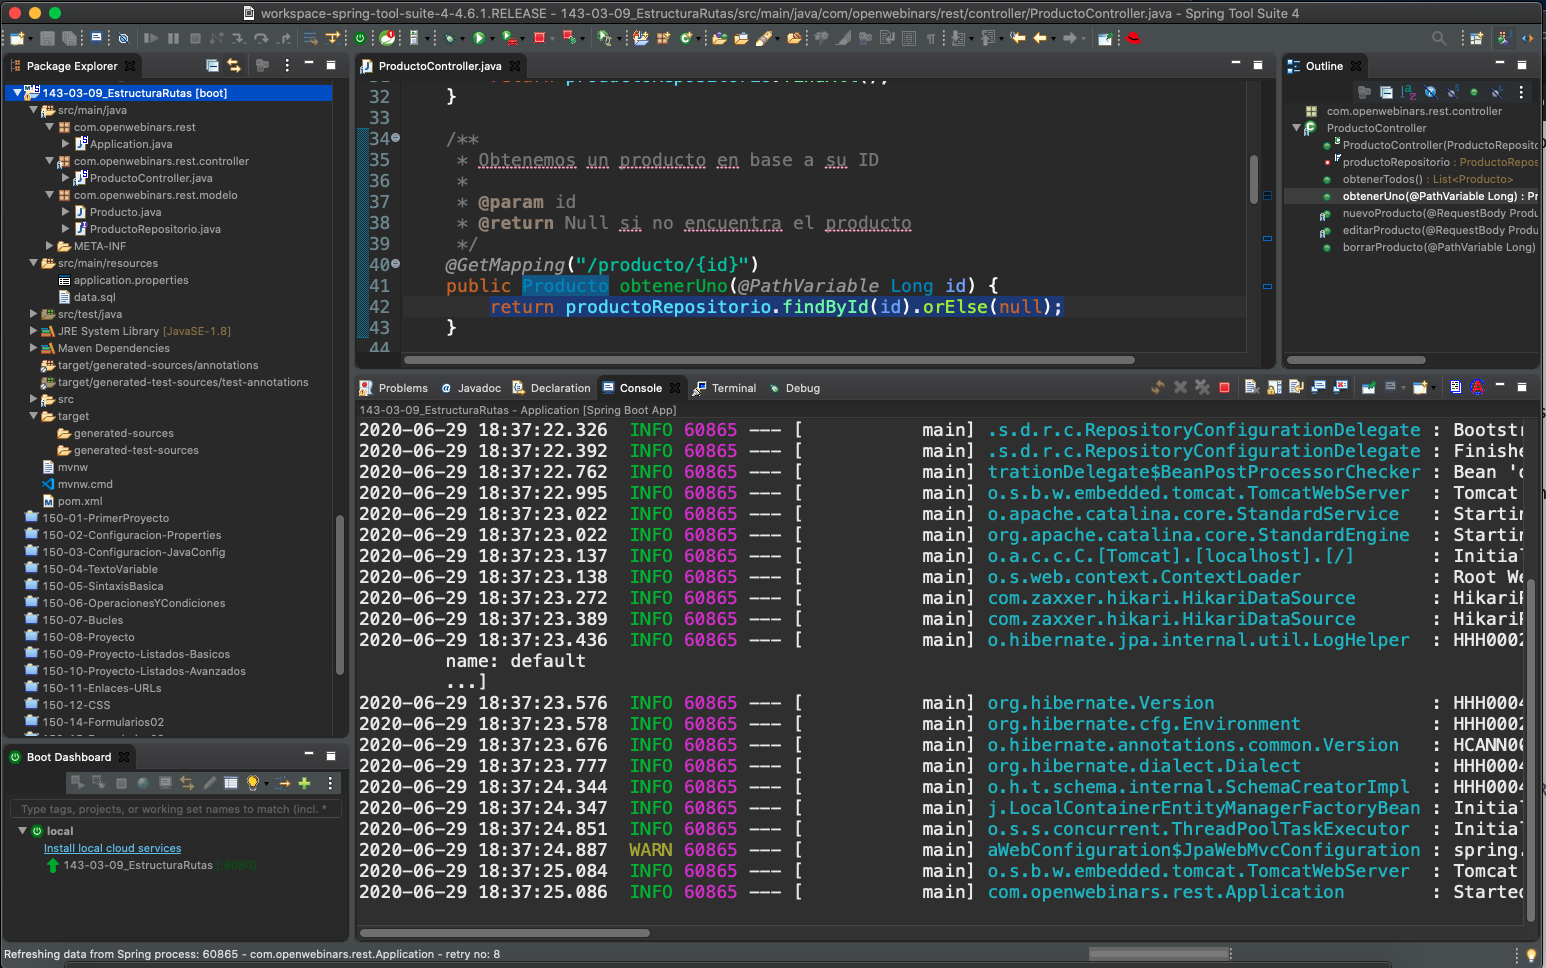 workspace-spring-tool-suite-4-4.6.1.RELEASE - 143-03-09_EstructuraRutas/src/main/java/com/openwebinars/rest/controller/ProductoController.java - Spring Tool Suite 4
Package Explorer
143-03-09_EstructuraRutas [boot]
src/main/java
com.openwebinars.rest
Application.java
com.openwebinars.rest.controller
ProductoController.java
com.openwebinars.rest.modelo
Producto.java
ProductoRepositorio.java
META-INF
src/main/resources
application.properties
data.sql
src/test/java
JRE System Library [JavaSE-1.8]
Maven Dependencies
target/generated-sources/annotations
target/generated-test-sources/test-annotations
src
target
generated-sources
generated-test-sources
mvnw
mvnw.cmd
pom.xml
150-01-PrimerProyecto
150-02-Configuracion-Properties
150-03-Configuracion-JavaConfig
150-04-TextoVariable
150-05-SintaxisBasica
150-06-OperacionesYCondiciones
150-07-Bucles
150-08-Proyecto
150-09-Proyecto-Listados-Basicos
150-10-Proyecto-Listados-Avanzados
150-11-Enlaces-URLs
150-12-CSS
150-14-Formularios02
Boot Dashboard
Type tags, projects, or working set names to match (incl. *
local
Install local cloud services
143-03-09_EstructuraRutas [:8080]
ProductoController.java
32 }
33
34 /**
35 * Obtenemos un producto en base a su ID
36 *
37 * @param id
38 * @return Null si no encuentra el producto
39 */
40 @GetMapping("/producto/{id}")
41 public Producto obtenerUno(@PathVariable Long id) {
42 return productoRepositorio.findById(id).orElse(null);
43 }
44
Outline
com.openwebinars.rest.controller
ProductoController
ProductoController(ProductoReposito
productoRepositorio : ProductoRepos
obtenerTodos() : List<Producto>
obtenerUno(@PathVariable Long) : Pr
nuevoProducto(@RequestBody Produ
editarProducto(@RequestBody Produ
borrarProducto(@PathVariable Long)
Problems
Javadoc
Declaration
Console
Terminal
Debug
143-03-09_EstructuraRutas - Application [Spring Boot App]
2020-06-29 18:37:22.326 INFO 60865 --- [ main] .s.d.r.c.RepositoryConfigurationDelegate : Bootstr
2020-06-29 18:37:22.392 INFO 60865 --- [ main] .s.d.r.c.RepositoryConfigurationDelegate : Finishe
2020-06-29 18:37:22.762 INFO 60865 --- [ main] trationDelegate$BeanPostProcessorChecker : Bean 'o
2020-06-29 18:37:22.995 INFO 60865 --- [ main] o.s.b.w.embedded.tomcat.TomcatWebServer : Tomcat
2020-06-29 18:37:23.022 INFO 60865 --- [ main] o.apache.catalina.core.StandardService : Startin
2020-06-29 18:37:23.022 INFO 60865 --- [ main] org.apache.catalina.core.StandardEngine : Startin
2020-06-29 18:37:23.137 INFO 60865 --- [ main] o.a.c.c.C.[Tomcat].[localhost].[/] : Initial
2020-06-29 18:37:23.138 INFO 60865 --- [ main] o.s.web.context.ContextLoader : Root We
2020-06-29 18:37:23.272 INFO 60865 --- [ main] com.zaxxer.hikari.HikariDataSource : HikariP
2020-06-29 18:37:23.389 INFO 60865 --- [ main] com.zaxxer.hikari.HikariDataSource : HikariP
2020-06-29 18:37:23.436 INFO 60865 --- [ main] o.hibernate.jpa.internal.util.LogHelper : HHH0002
name: default
...]
2020-06-29 18:37:23.576 INFO 60865 --- [ main] org.hibernate.Version : HHH0004
2020-06-29 18:37:23.578 INFO 60865 --- [ main] org.hibernate.cfg.Environment : HHH0002
2020-06-29 18:37:23.676 INFO 60865 --- [ main] o.hibernate.annotations.common.Version : HCANN00
2020-06-29 18:37:23.777 INFO 60865 --- [ main] org.hibernate.dialect.Dialect : HHH0004
2020-06-29 18:37:24.344 INFO 60865 --- [ main] o.h.t.schema.internal.SchemaCreatorImpl : HHH0004
2020-06-29 18:37:24.347 INFO 60865 --- [ main] j.LocalContainerEntityManagerFactoryBean : Initial
2020-06-29 18:37:24.851 INFO 60865 --- [ main] o.s.s.concurrent.ThreadPoolTaskExecutor : Initial
2020-06-29 18:37:24.887 WARN 60865 --- [ main] aWebConfiguration$JpaWebMvcConfiguration : spring.
2020-06-29 18:37:25.084 INFO 60865 --- [ main] o.s.b.w.embedded.tomcat.TomcatWebServer : Tomcat
2020-06-29 18:37:25.086 INFO 60865 --- [ main] com.openwebinars.rest.Application : Started
Refreshing data from Spring process: 60865 - com.openwebinars.rest.Application - retry no: 8